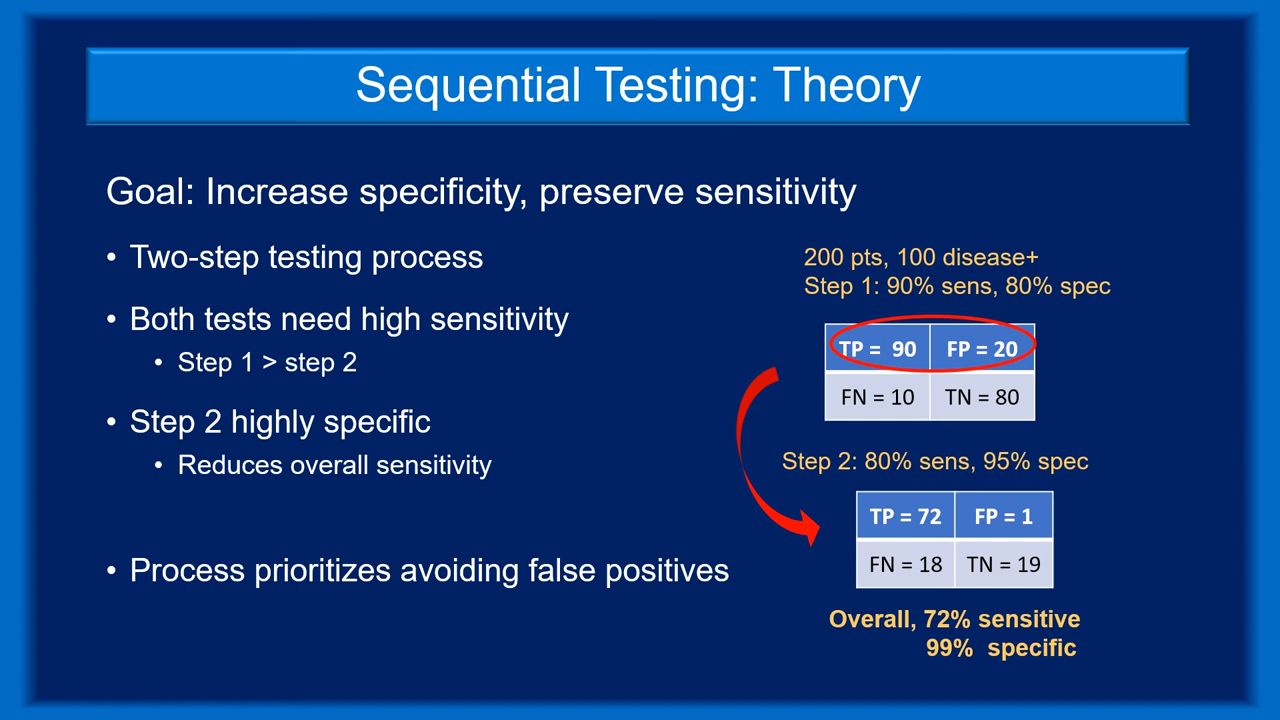 Sequential Testing: Theory
Goal: Increase specificity, preserve sensitivity
• Two-step testing process
• Both tests need high sensitivity
• Step 1 > step 2
• Step 2 highly specific
• Reduces overall sensitivity
• Process prioritizes avoiding false positives
200 pts, 100 disease+
Step 1: 90% sens, 80% spec
TP = 90 FP = 20
FN = 10 TN = 80
Step 2: 80% sens, 95% spec
TP = 72 FP = 1
FN = 18 TN = 19
Overall, 72% sensitive
99% specific